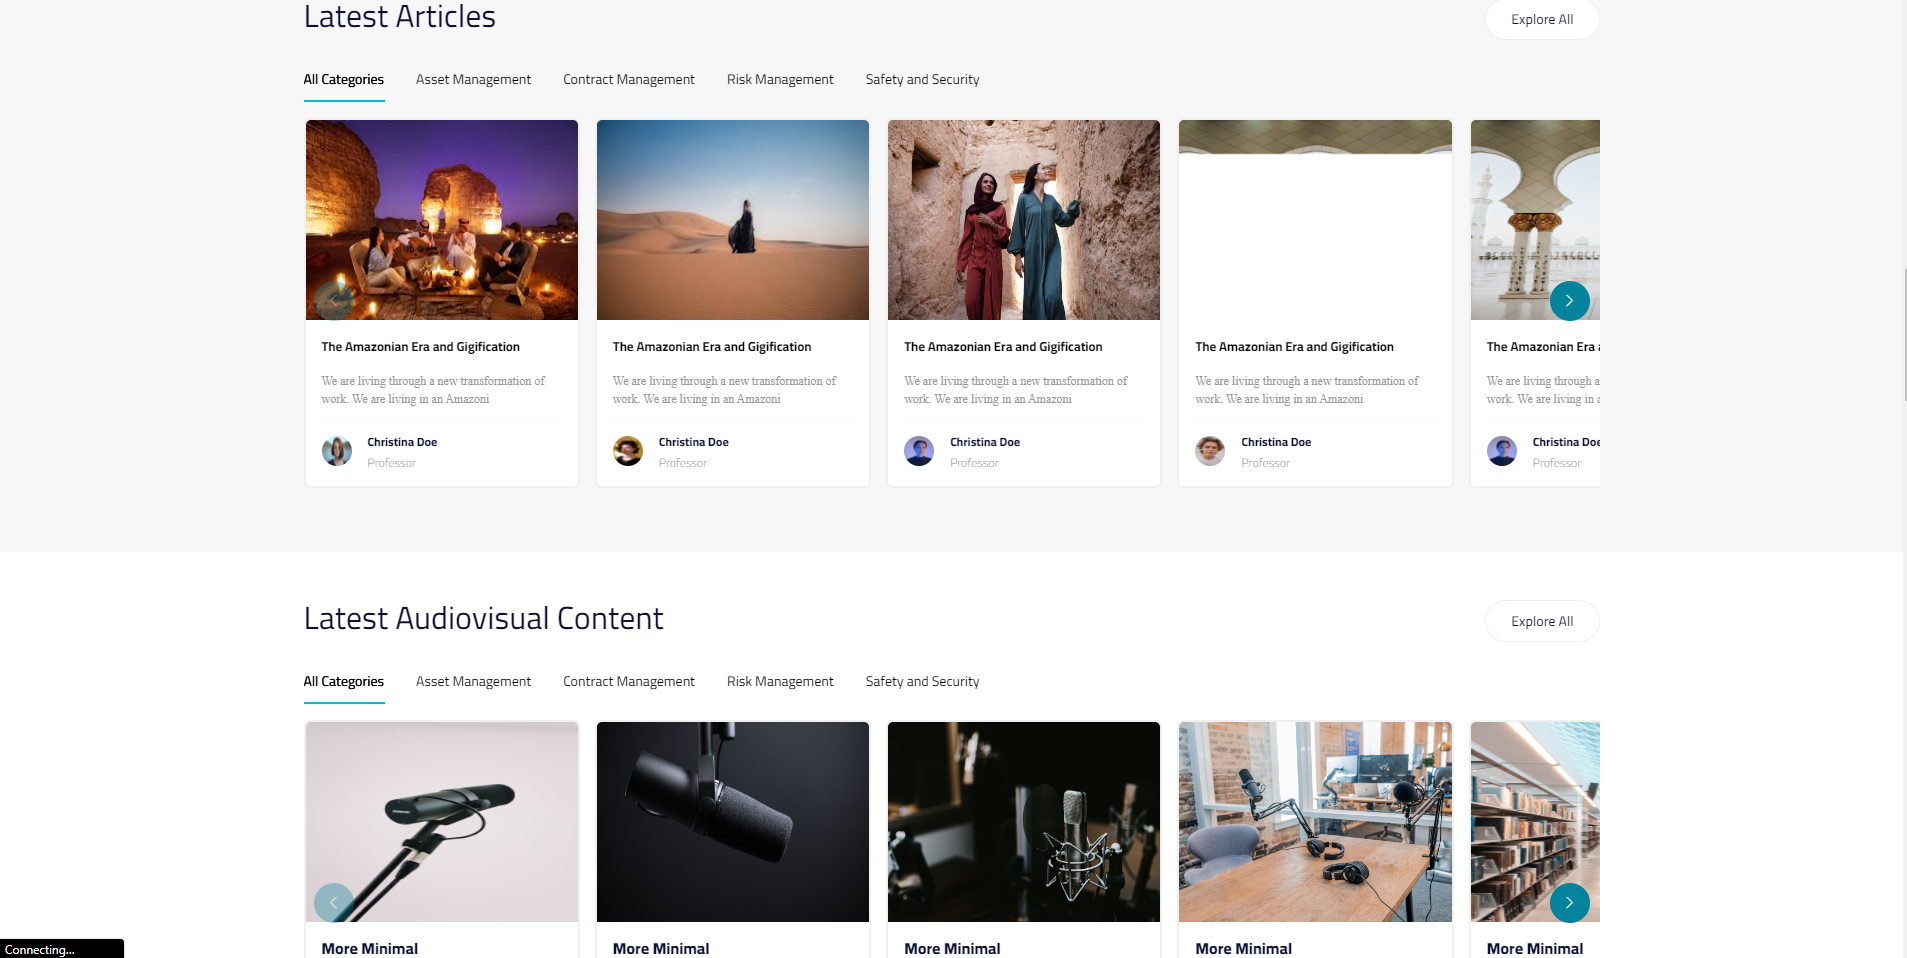 Latest Articles
Explore All
All Categories Asset Management Contract Management Risk Management Safety and Security
The Amazonian Era and Gigification
We are living through a new transformation of
work. We are living in an Amazoni
Christina Doe
Professor
The Amazonian Era and Gigification
We are living through a new transformation of
work. We are living in an Amazoni
Christina Doe
Professor
The Amazonian Era and Gigification
We are living through a new transformation of
work. We are living in an Amazoni
Christina Doe
Professor
The Amazonian Era and Gigification
We are living through a new transformation of
work. We are living in an Amazoni
Christina Doe
Professor
The Amazonian Era
We are living through a
work. We are living in
Christina Doe
Professor
Latest Audiovisual Content
Explore All
All Categories Asset Management Contract Management Risk Management Safety and Security
More Minimal
More Minimal
More Minimal
More Minimal
More Minimal
Connecting...